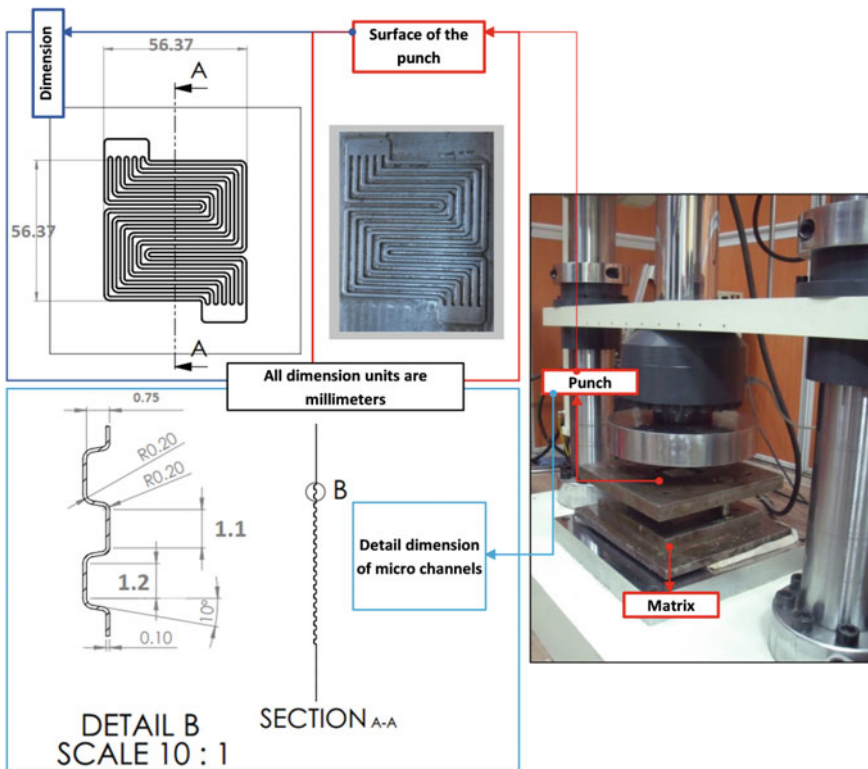 Dimension
56.37
A
Surface of the
punch
56.37
A
All dimension units are
millimeters
0.75
R0.20
R0.20
1.1
1.2
10°
0.10
B
DETAIL B
SCALE 10 : 1
SECTION A-A
Detail dimension
of micro channels
Punch
Matrix